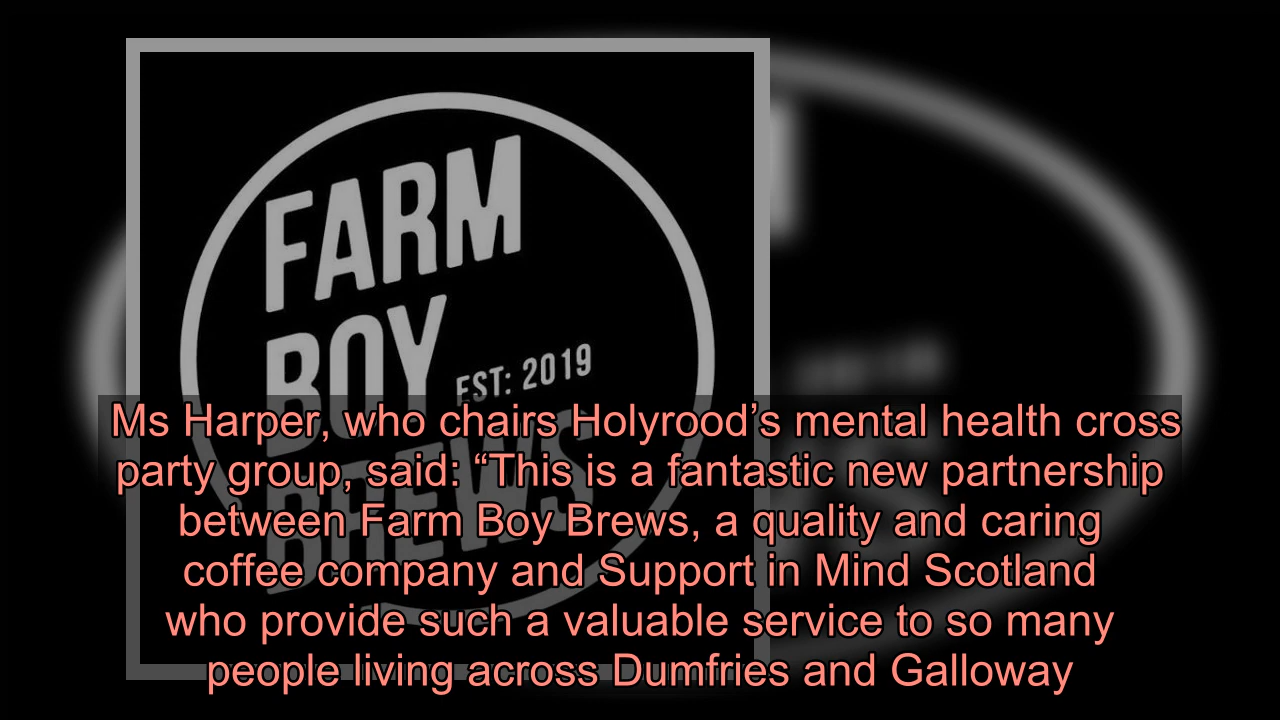 FARM
BOY
EST: 2019
BREWS
Ms Harper, who chairs Holyrood’s mental health cross
party group, said: “This is a fantastic new partnership
between Farm Boy Brews, a quality and caring
coffee company and Support in Mind Scotland
who provide such a valuable service to so many
people living across Dumfries and Galloway